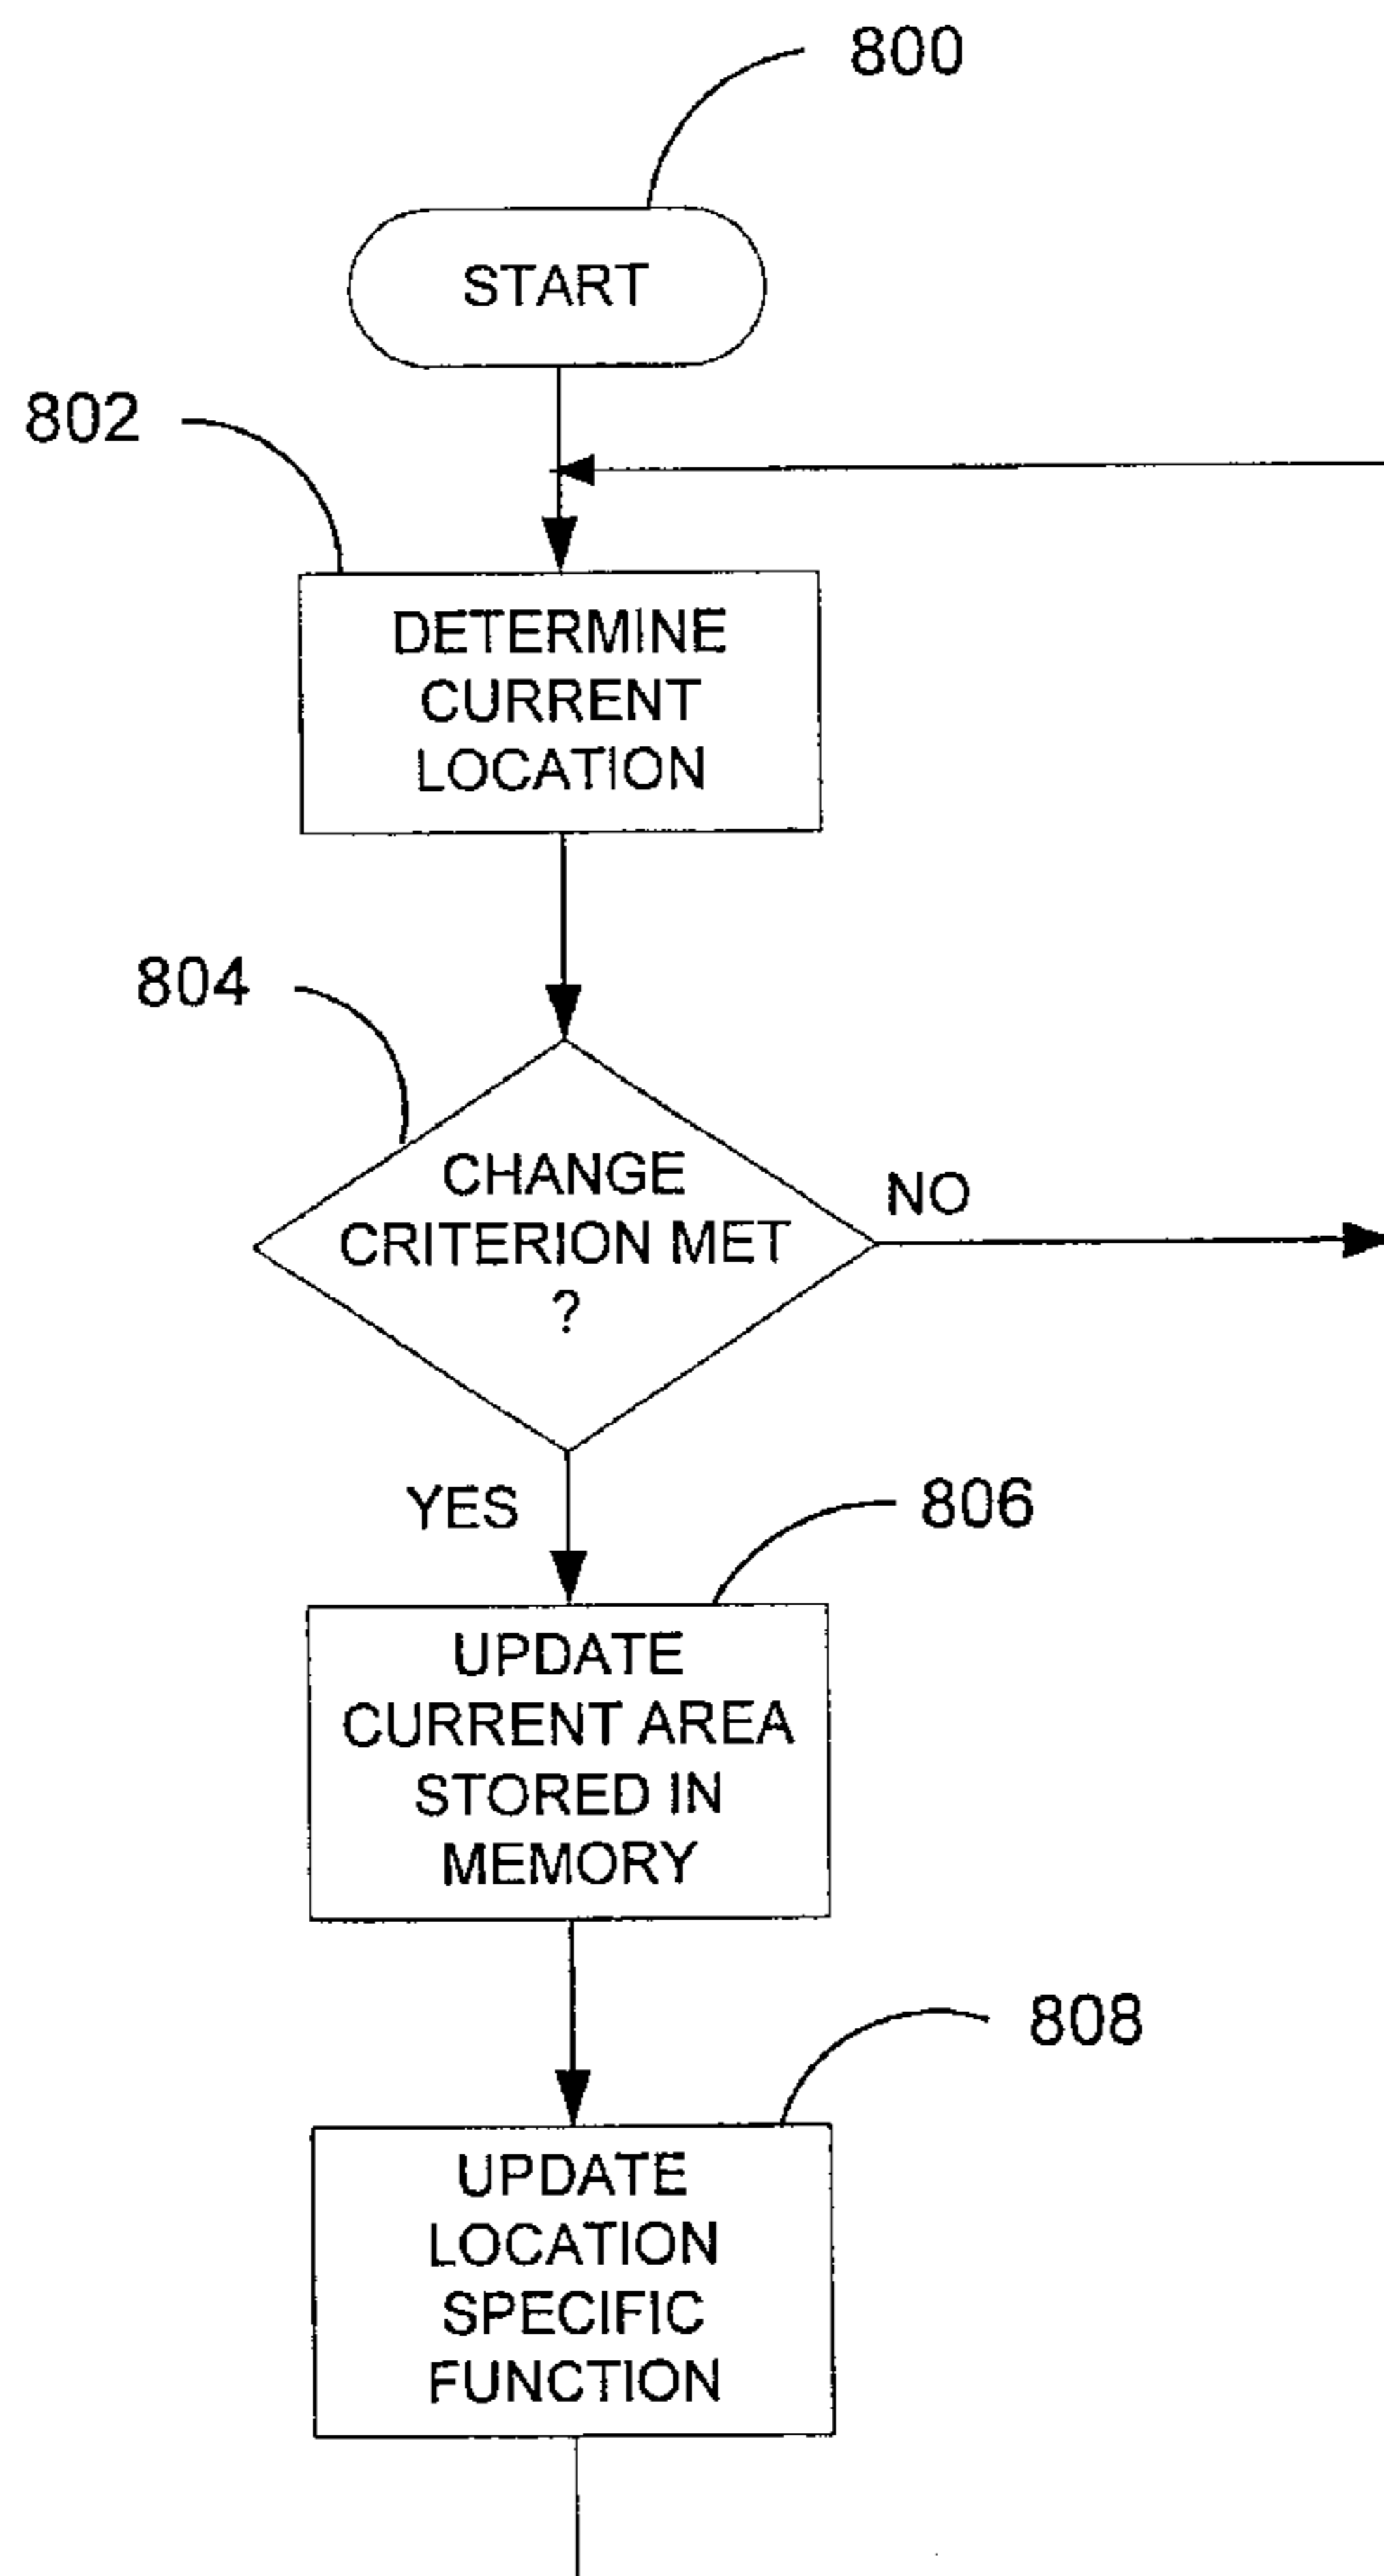 800
START
802
DETERMINE
CURRENT
LOCATION
804
CHANGE
CRITERION MET
?
NO
YES
806
UPDATE
CURRENT AREA
STORED IN
MEMORY
808
UPDATE
LOCATION
SPECIFIC
FUNCTION